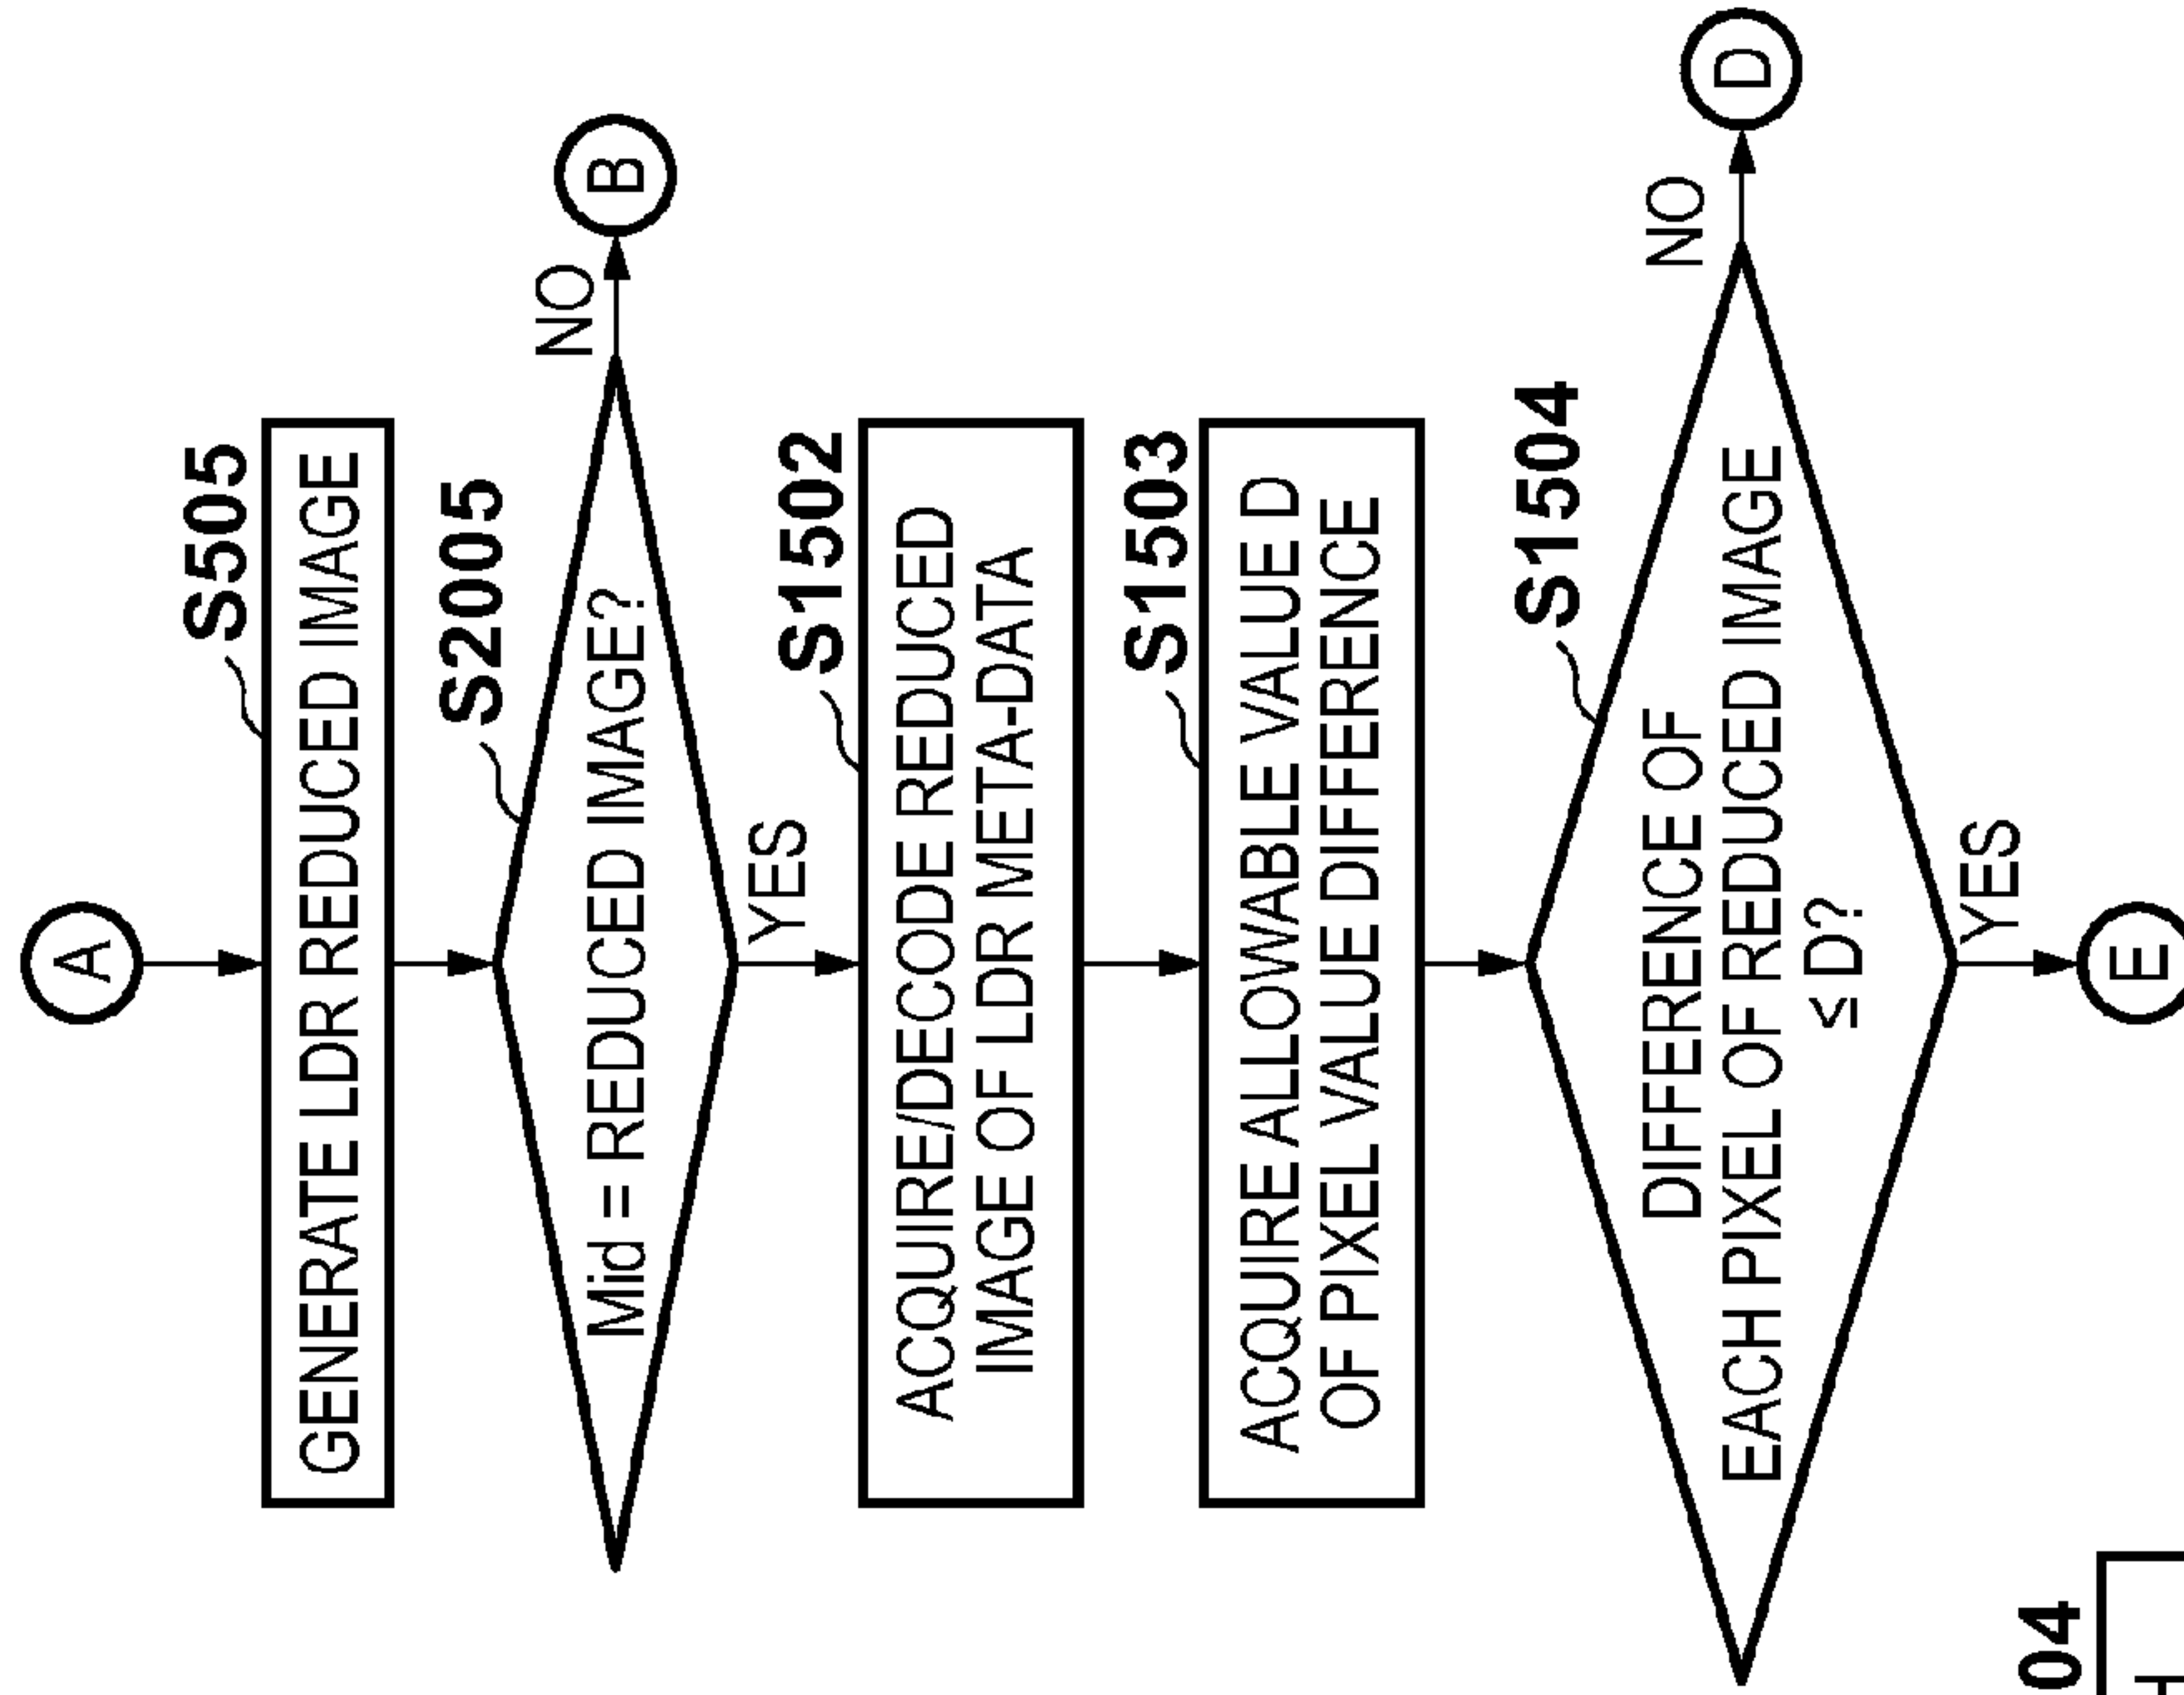 A
S505
GENERATE LDR REDUCED IMAGE
S2005
Mid = REDUCED IMAGE?
NO
B
YES
S1502
ACQUIRE/DECODE REDUCED
IMAGE OF LDR META-DATA
S1503
ACQUIRE ALLOWABLE VALUE D
OF PIXEL VALUE DIFFERENCE
S1504
DIFFERENCE OF
EACH PIXEL OF REDUCED IMAGE
≤ D?
NO
D
YES
E
04